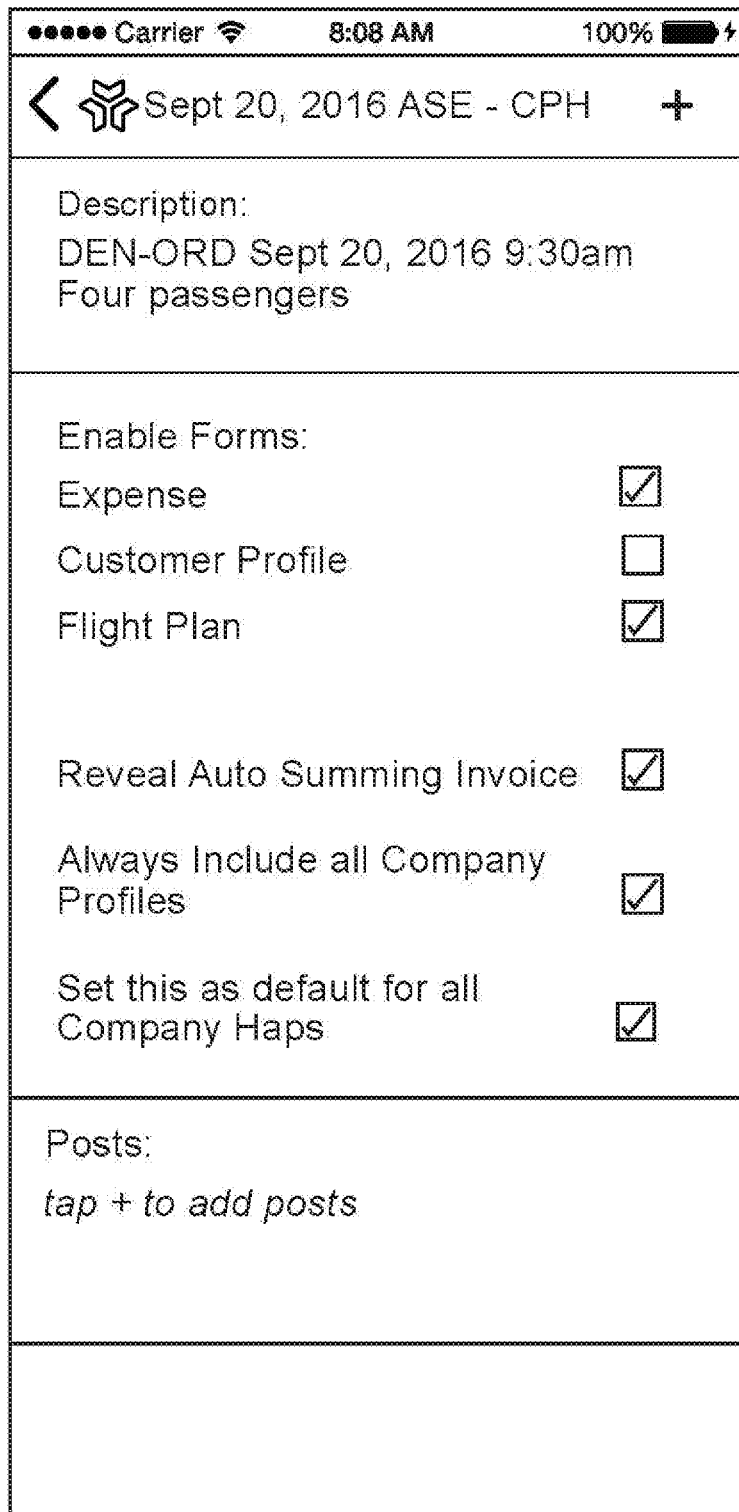 Carrier 8:08 AM 100%
Sept 20, 2016 ASE - CPH +
Description:
DEN-ORD Sept 20, 2016 9:30am
Four passengers
Enable Forms:
Expense
Customer Profile
Flight Plan
Reveal Auto Summing Invoice
Always Include all Company
Profiles
Set this as default for all
Company Haps
Posts:
tap + to add posts